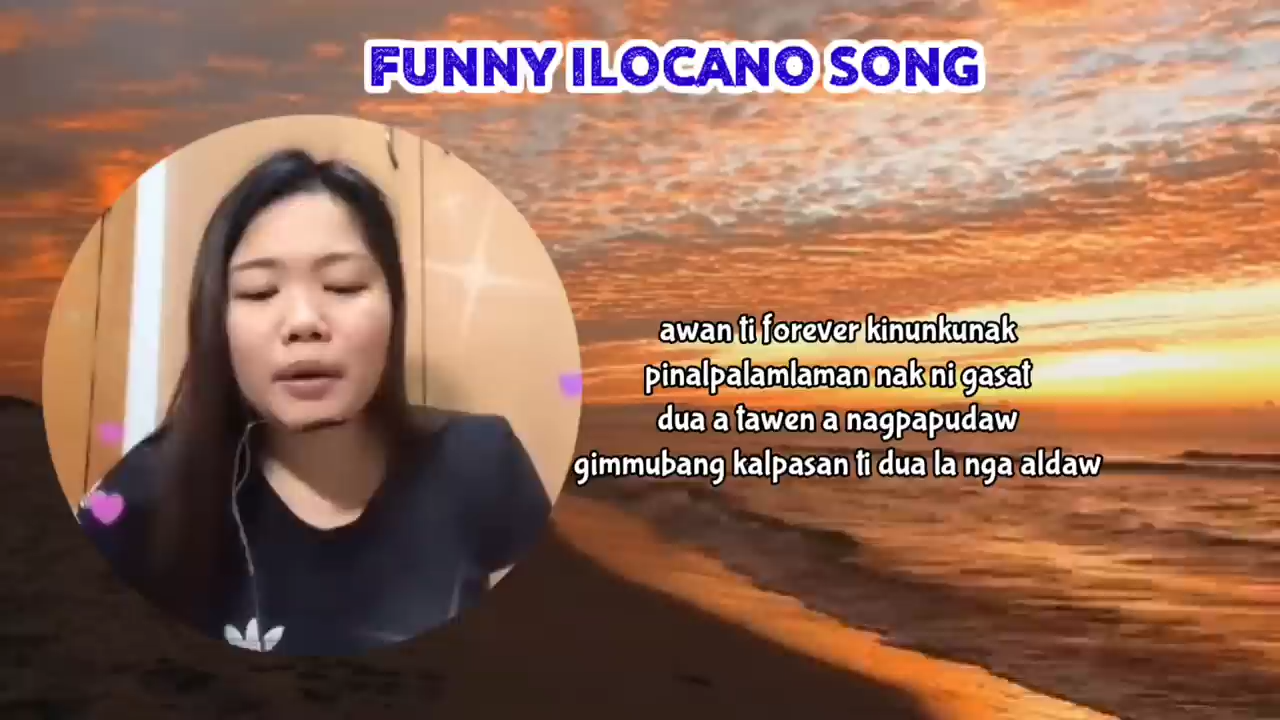 FUNNY ILOCANO SONG
awan ti forever kinunkunak
pinalpalamlaman nak ni gasat
dua a tawen a nagpapudaw
gimmubang kalpasan ti dua la nga aldaw